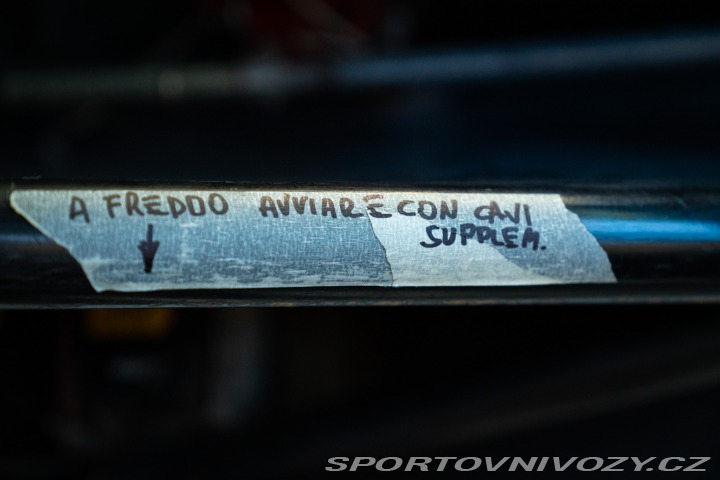 A FREDDO AVVIARE CON CAVI
SUPPLEM.
SPORTOVNIVOZY.CZ